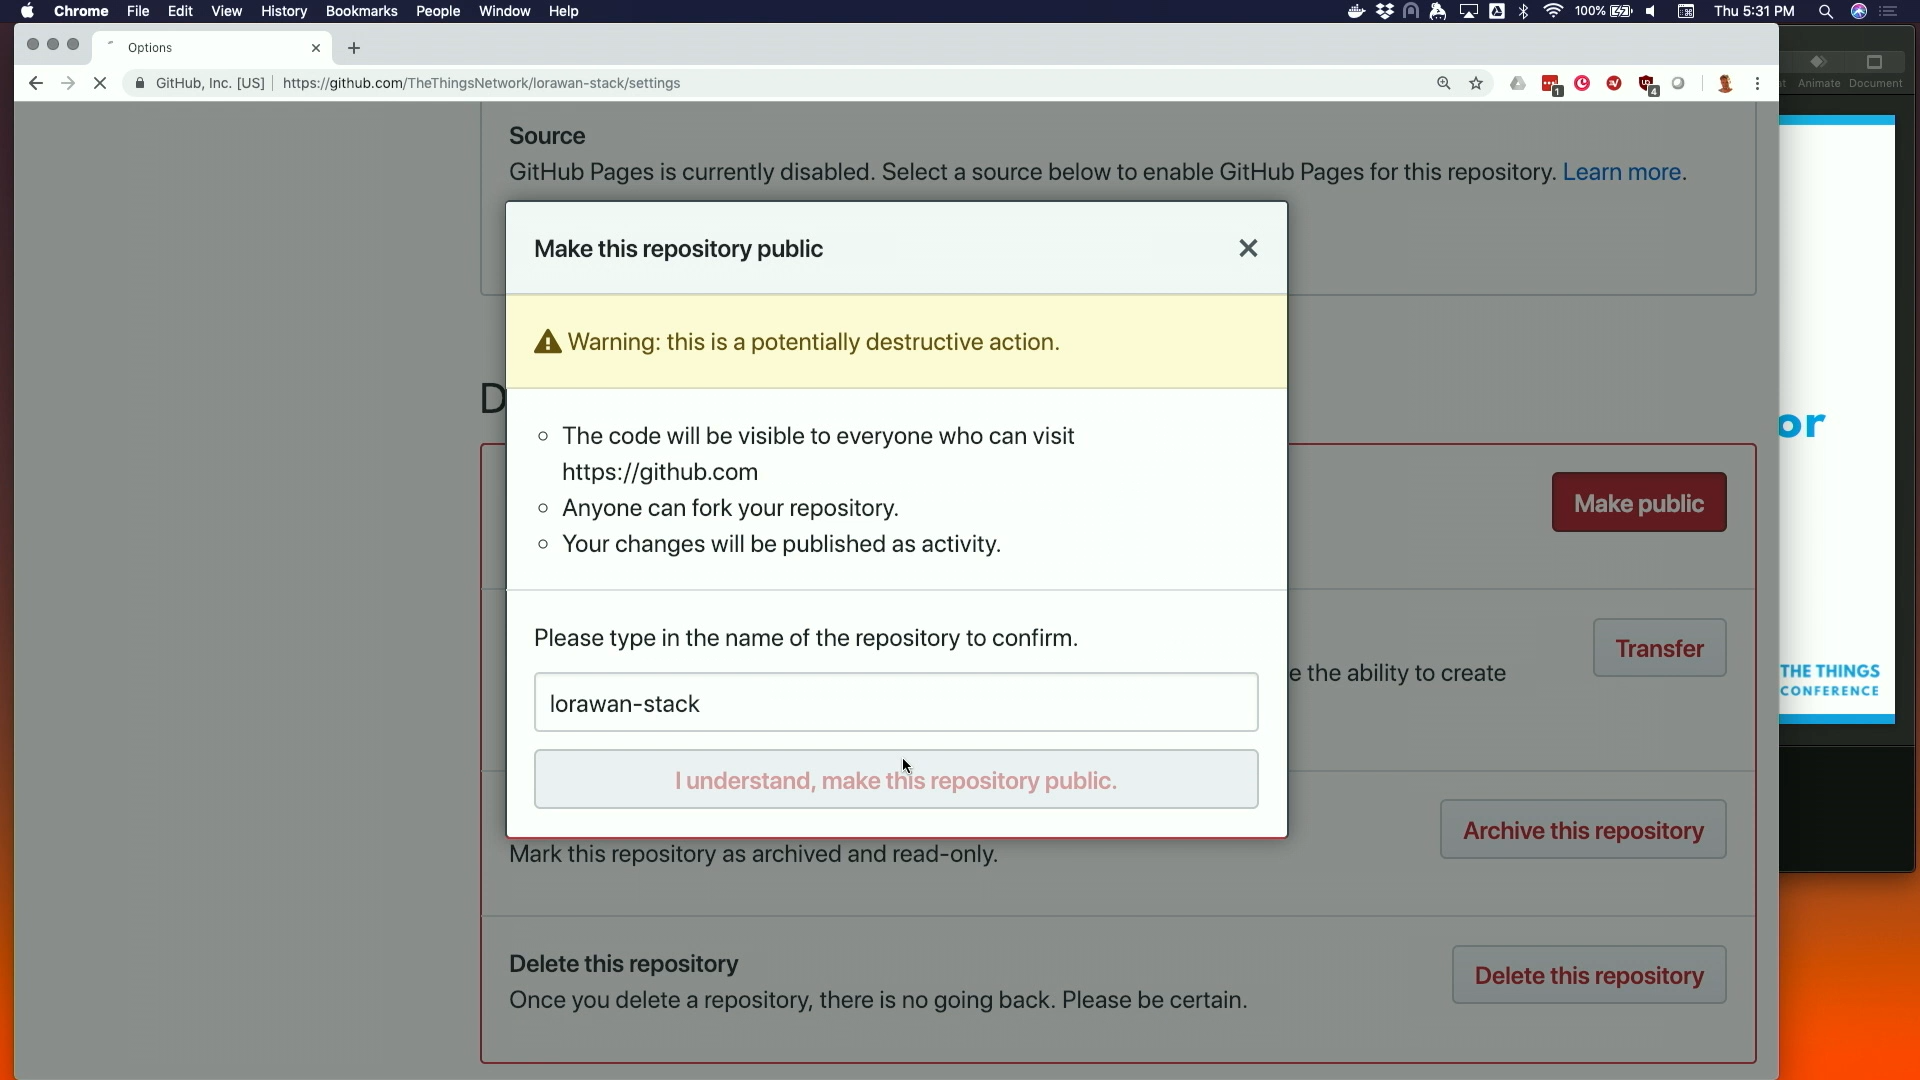 Chrome File Edit View History Bookmarks People Window Help
100% Thu 5:31 PM
Options
GitHub, Inc. [US] https://github.com/TheThingsNetwork/lorawan-stack/settings
1
4
Animate Document
Source
GitHub Pages is currently disabled. Select a source below to enable GitHub Pages for this repository. Learn more.
Make this repository public
Warning: this is a potentially destructive action.
D
The code will be visible to everyone who can visit
https://github.com
Anyone can fork your repository.
Your changes will be published as activity.
Make public
or
Please type in the name of the repository to confirm.
Transfer
e the ability to create
THE THINGS
CONFERENCE
lorawan-stack
I understand, make this repository public.
Archive this repository
Mark this repository as archived and read-only.
Delete this repository
Once you delete a repository, there is no going back. Please be certain.
Delete this repository